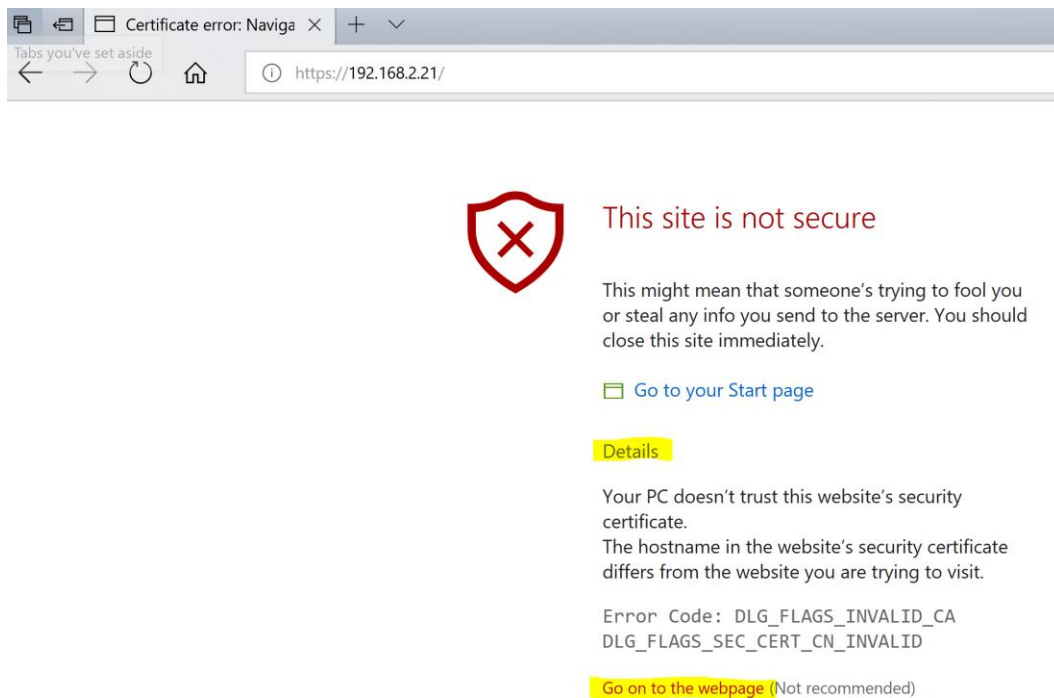 Certificate error: Naviga
Tabs you've set aside
https://192.168.2.21/
This site is not secure
This might mean that someone's trying to fool you
or steal any info you send to the server. You should
close this site immediately.
Go to your Start page
Details
Your PC doesn't trust this website's security
certificate.
The hostname in the website's security certificate
differs from the website you are trying to visit.
Error Code: DLG_FLAGS_INVALID_CA
DLG_FLAGS_SEC_CERT_CN_INVALID
Go on to the webpage (Not recommended)